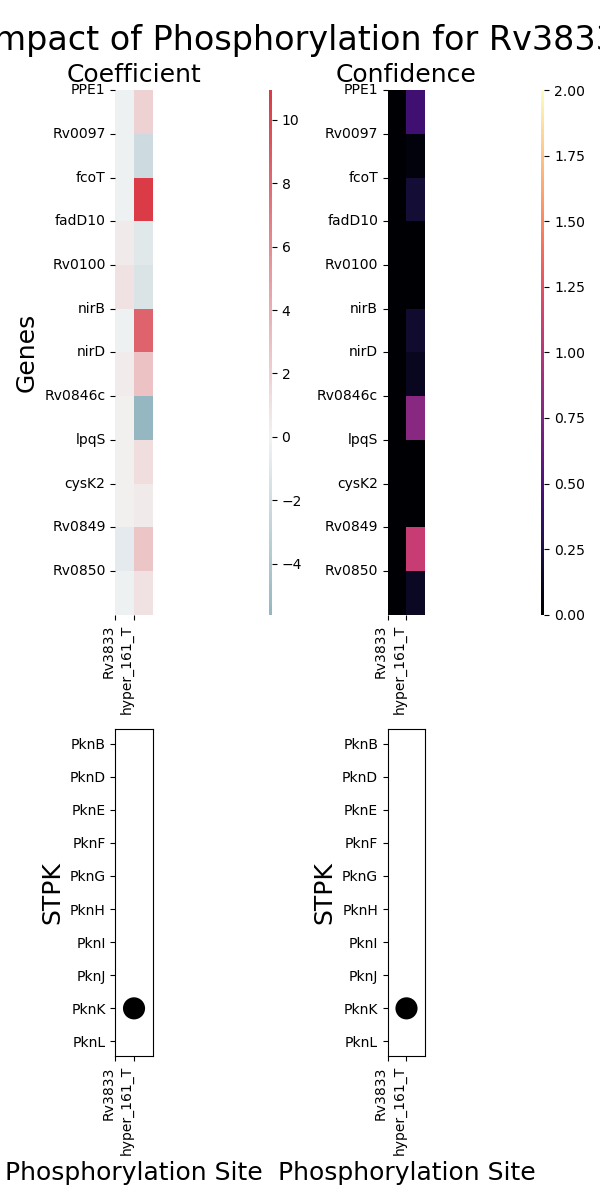 mpact of Phosphorylation for Rv383
Coefficient
Confidence
Genes
PPE1
Rv0097
fcoT
fadD10
Rv0100
nirB
nirD
Rv0846c
lpqS
cysK2
Rv0849
Rv0850
Rv3833
hyper_161_T
10
8
6
4
2
0
−2
−4
PPE1
Rv0097
fcoT
fadD10
Rv0100
nirB
nirD
Rv0846c
lpqS
cysK2
Rv0849
Rv0850
Rv3833
hyper_161_T
2.00
1.75
1.50
1.25
1.00
0.75
0.50
0.25
0.00
STPK
PknB
PknD
PknE
PknF
PknG
PknH
PknI
PknJ
PknK
PknL
Rv3833
hyper_161_T
Phosphorylation Site
STPK
PknB
PknD
PknE
PknF
PknG
PknH
PknI
PknJ
PknK
PknL
Rv3833
hyper_161_T
Phosphorylation Site